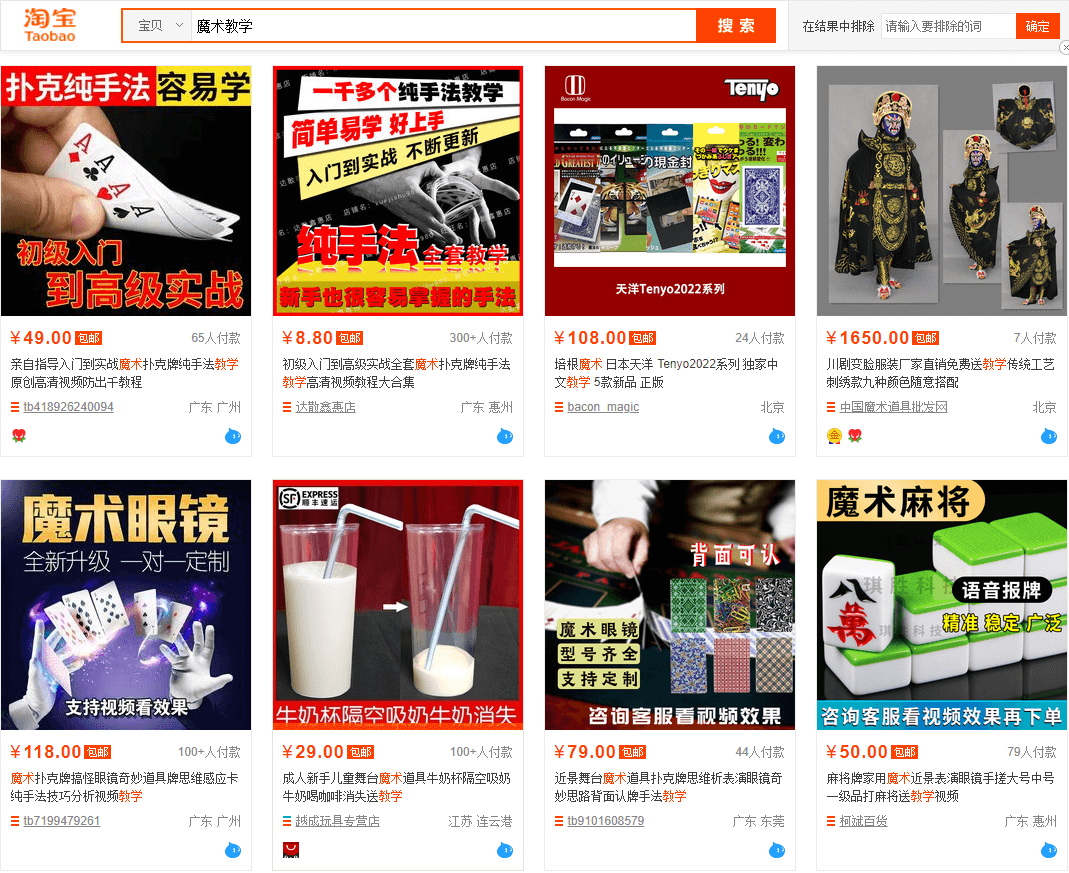 淘宝
Taobao
宝贝
魔术教学
搜 索
在结果中排除
请输入要排除的词
确定
扑克纯手法 容易学
初级入门
到高级实战
¥49.00 包邮 65人付款
亲自指导入门到实战魔术扑克牌纯手法教学
原创高清视频防出千教程
tb418926240094 广东 广州
一千多个纯手法教学
简单易学 好上手
入门到实战 不断更新
纯手法 全套教学
新手也很容易掌握的手法
¥8.80 包邮 300+人付款
初级入门到高级实战全套魔术扑克牌纯手法
教学高清视频教程大合集
达散鑫惠店 广东 惠州
Bacon Magic
Tenyo
天洋Tenyo2022系列
¥108.00 包邮 24人付款
培根魔术 日本天洋 Tenyo2022系列 独家中
文教学 5款新品 正版
bacon_magic 北京
¥1650.00 包邮 7人付款
川剧变脸服装厂家直销免费送教学传统工艺
刺绣款九种颜色随意搭配
中国魔术道具批发网 北京
魔术眼镜
全新升级 一对一定制
支持视频看效果
¥118.00 包邮 100+人付款
魔术扑克牌搞怪眼镜奇妙道具牌思维感应卡
纯手法技巧分析视频教学
tb7199479261 广东 广州
SF EXPRESS
顺丰速运
牛奶杯隔空吸奶牛奶消失
¥29.00 包邮 100+人付款
成人新手儿童舞台魔术道具牛奶杯隔空吸奶
牛奶喝咖啡消失送教学
越成玩具专营店 江苏 连云港
背面可认
魔术眼镜
型号齐全
支持定制
咨询客服看视频效果
¥79.00 包邮 44人付款
近景舞台魔术道具扑克牌思维析表演眼镜奇
妙思路背面认牌手法教学
tb9101608579 广东 东莞
魔术麻将
八
萬
琪胜科技
语音报牌
精准 稳定 广泛
琪胜科技
咨询客服看视频效果再下单
¥50.00 包邮 79人付款
麻将牌家用魔术近景表演眼镜手搓大号中号
一级品打麻将送教学视频
柯斌百货 广东 惠州